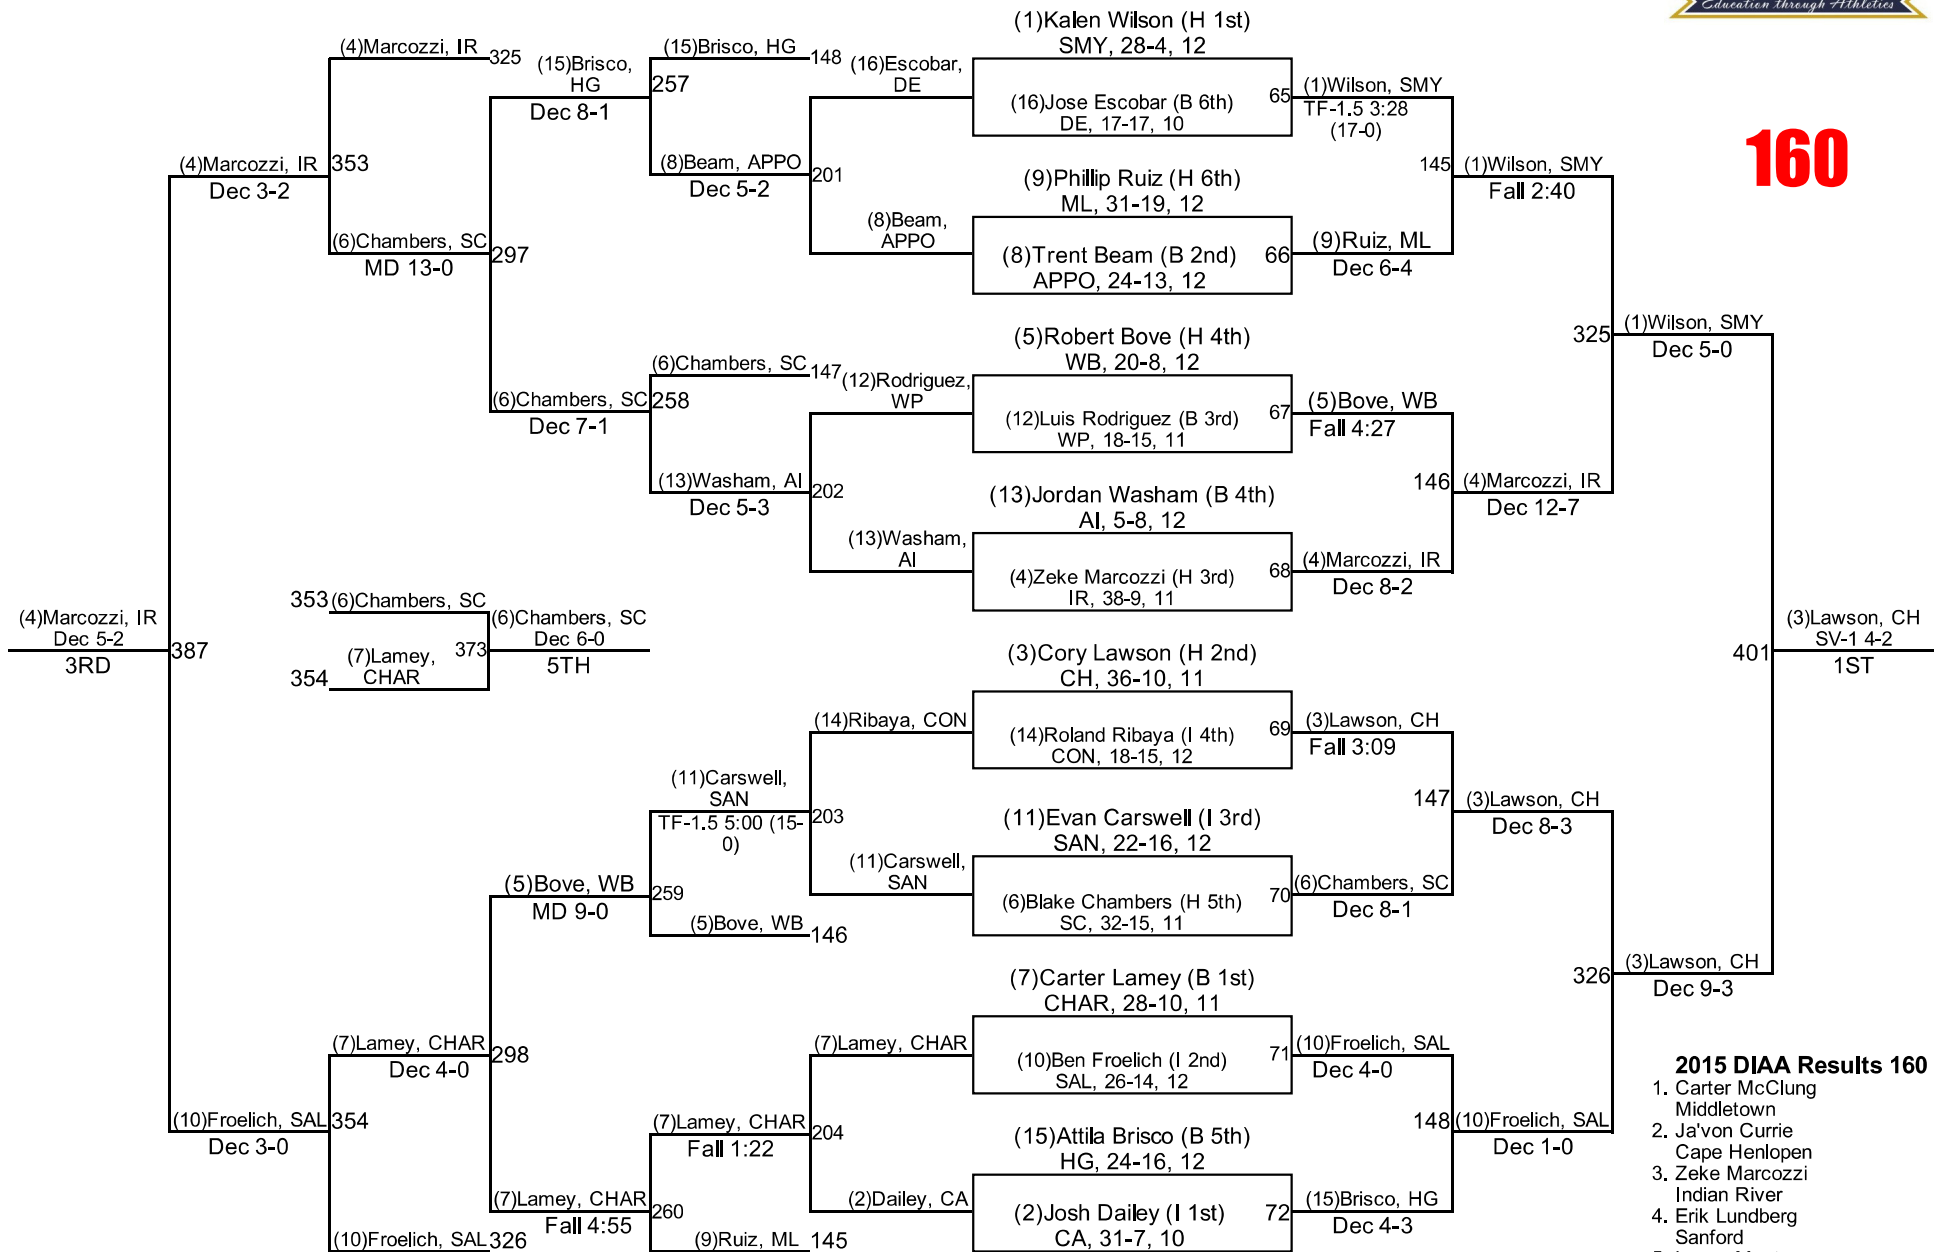 Education through Athletics
160
(4)Marcozzi, IR
325
(15)Brisco,
HG
Dec 8-1
(15)Brisco, HG
148
257
(16)Escobar,
DE
(1)Kalen Wilson (H 1st)
SMY, 28-4, 12
(16)Jose Escobar (B 6th)
DE, 17-17, 10
65
(1)Wilson, SMY
TF-1.5 3:28
(17-0)
(4)Marcozzi, IR
Dec 3-2
353
(8)Beam, APPO
Dec 5-2
201
(9)Phillip Ruiz (H 6th)
ML, 31-19, 12
145
(1)Wilson, SMY
Fall 2:40
(6)Chambers, SC
MD 13-0
297
(8)Beam,
APPO
(8)Trent Beam (B 2nd)
APPO, 24-13, 12
66
(9)Ruiz, ML
Dec 6-4
(5)Robert Bove (H 4th)
WB, 20-8, 12
325
(1)Wilson, SMY
Dec 5-0
(6)Chambers, SC
147
(12)Rodriguez,
WP
(6)Chambers, SC
Dec 7-1
258
(12)Luis Rodriguez (B 3rd)
WP, 18-15, 11
67
(5)Bove, WB
Fall 4:27
(13)Washam, AI
Dec 5-3
202
(13)Jordan Washam (B 4th)
AI, 5-8, 12
146
(4)Marcozzi, IR
Dec 12-7
(13)Washam,
AI
(4)Zeke Marcozzi (H 3rd)
IR, 38-9, 11
68
(4)Marcozzi, IR
Dec 8-2
(4)Marcozzi, IR
Dec 5-2
3RD
387
353
(6)Chambers, SC
354
(7)Lamey,
CHAR
373
(6)Chambers, SC
Dec 6-0
5TH
(3)Cory Lawson (H 2nd)
CH, 36-10, 11
401
(3)Lawson, CH
SV-1 4-2
1ST
(14)Ribaya, CON
(14)Roland Ribaya (I 4th)
CON, 18-15, 12
69
(3)Lawson, CH
Fall 3:09
(11)Carswell,
SAN
TF-1.5 5:00 (15-
0)
203
(11)Evan Carswell (I 3rd)
SAN, 22-16, 12
147
(3)Lawson, CH
Dec 8-3
(11)Carswell,
SAN
(6)Blake Chambers (H 5th)
SC, 32-15, 11
70
(6)Chambers, SC
Dec 8-1
(5)Bove, WB
MD 9-0
259
(5)Bove, WB
146
(7)Carter Lamey (B 1st)
CHAR, 28-10, 11
326
(3)Lawson, CH
Dec 9-3
(7)Lamey, CHAR
Dec 4-0
298
(7)Lamey, CHAR
(10)Ben Froelich (I 2nd)
SAL, 26-14, 12
71
(10)Froelich, SAL
Dec 4-0
(10)Froelich, SAL
Dec 3-0
354
(7)Lamey, CHAR
Fall 1:22
204
(15)Attila Brisco (B 5th)
HG, 24-16, 12
148
(10)Froelich, SAL
Dec 1-0
(7)Lamey, CHAR
Fall 4:55
260
(2)Dailey, CA
(2)Josh Dailey (I 1st)
CA, 31-7, 10
72
(15)Brisco, HG
Dec 4-3
(10)Froelich, SAL
326
(9)Ruiz, ML
145
2015 DIAA Results 160
1. Carter McClung
Middletown
2. Ja'von Currie
Cape Henlopen
3. Zeke Marcozzi
Indian River
4. Erik Lundberg
Sanford